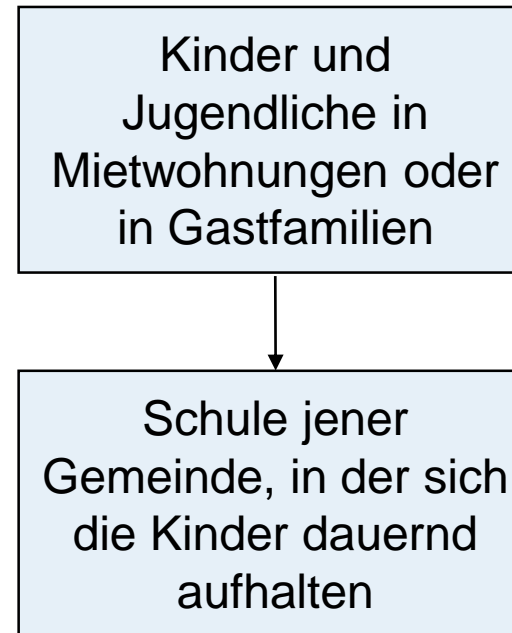 Kinder und
Jugendliche in
Mietwohnungen oder
in Gastfamilien
Schule jener
Gemeinde, in der sich
die Kinder dauernd
aufhalten